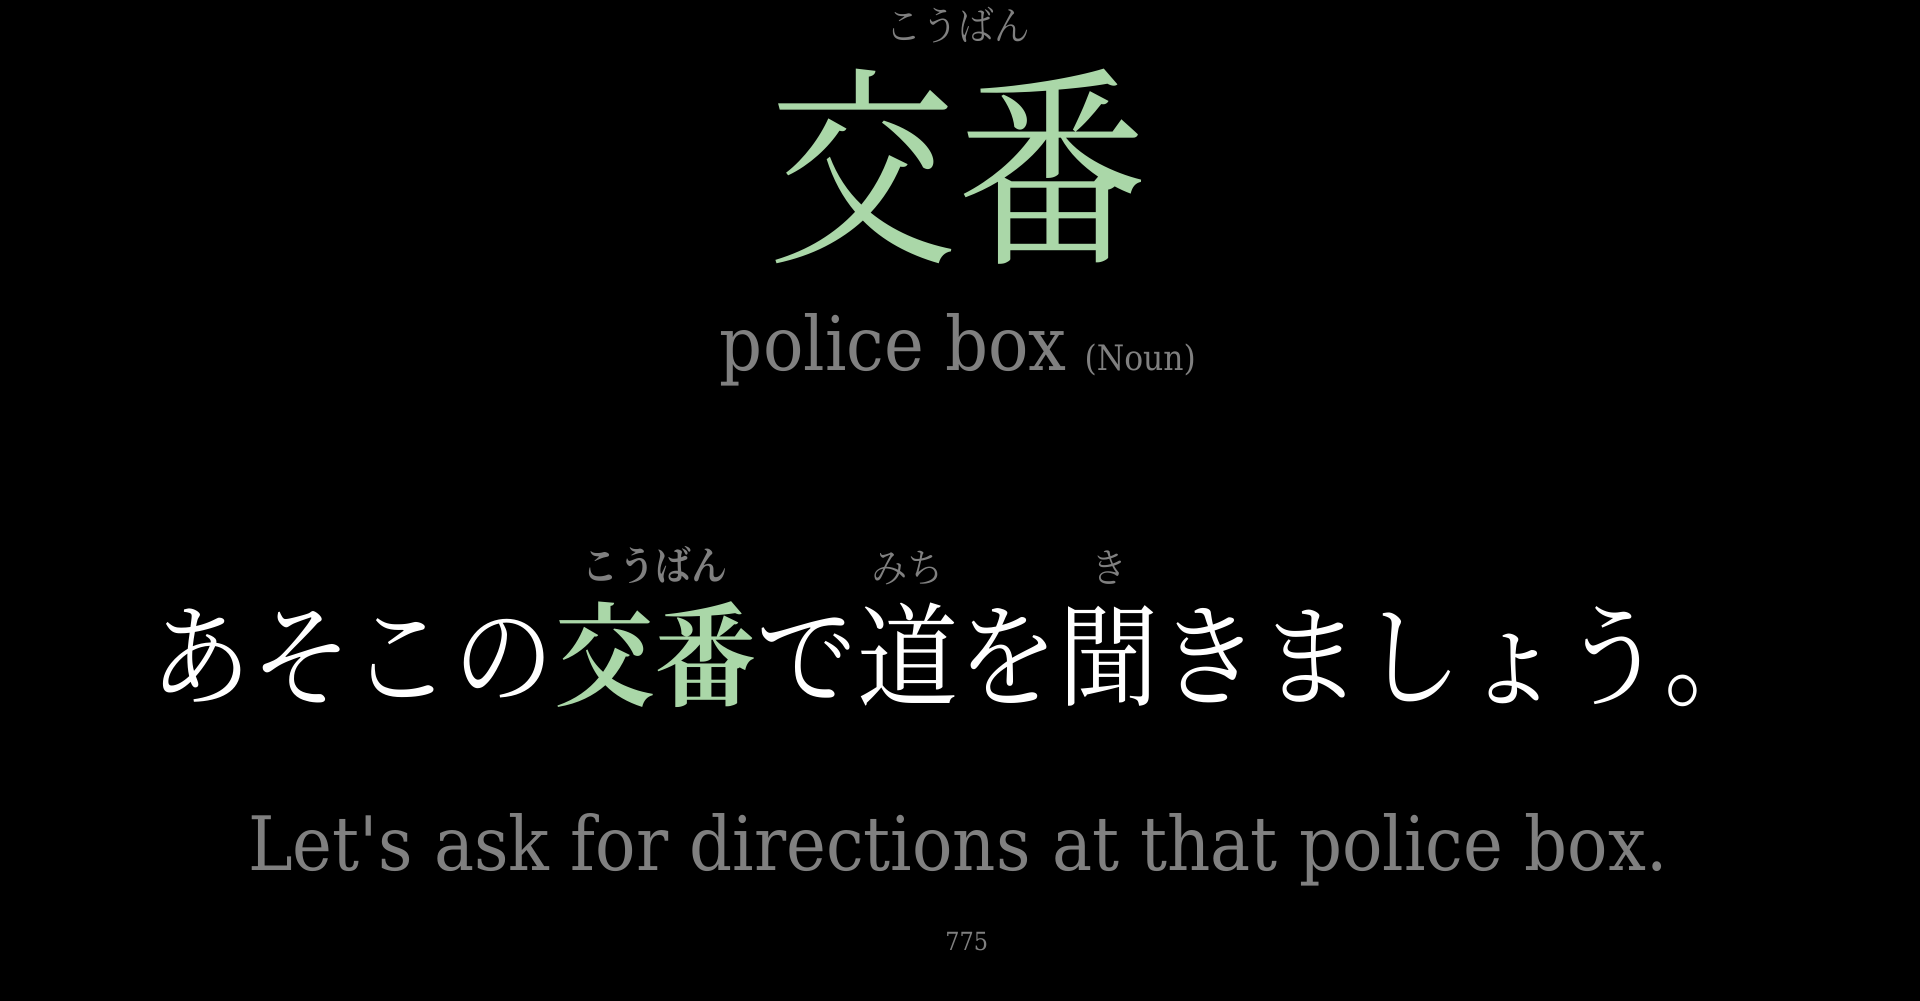 こうばん
交番
police box (Noun)
こうばん みち き
あそこの交番で道を聞きましょう。
Let's ask for directions at that police box.
775